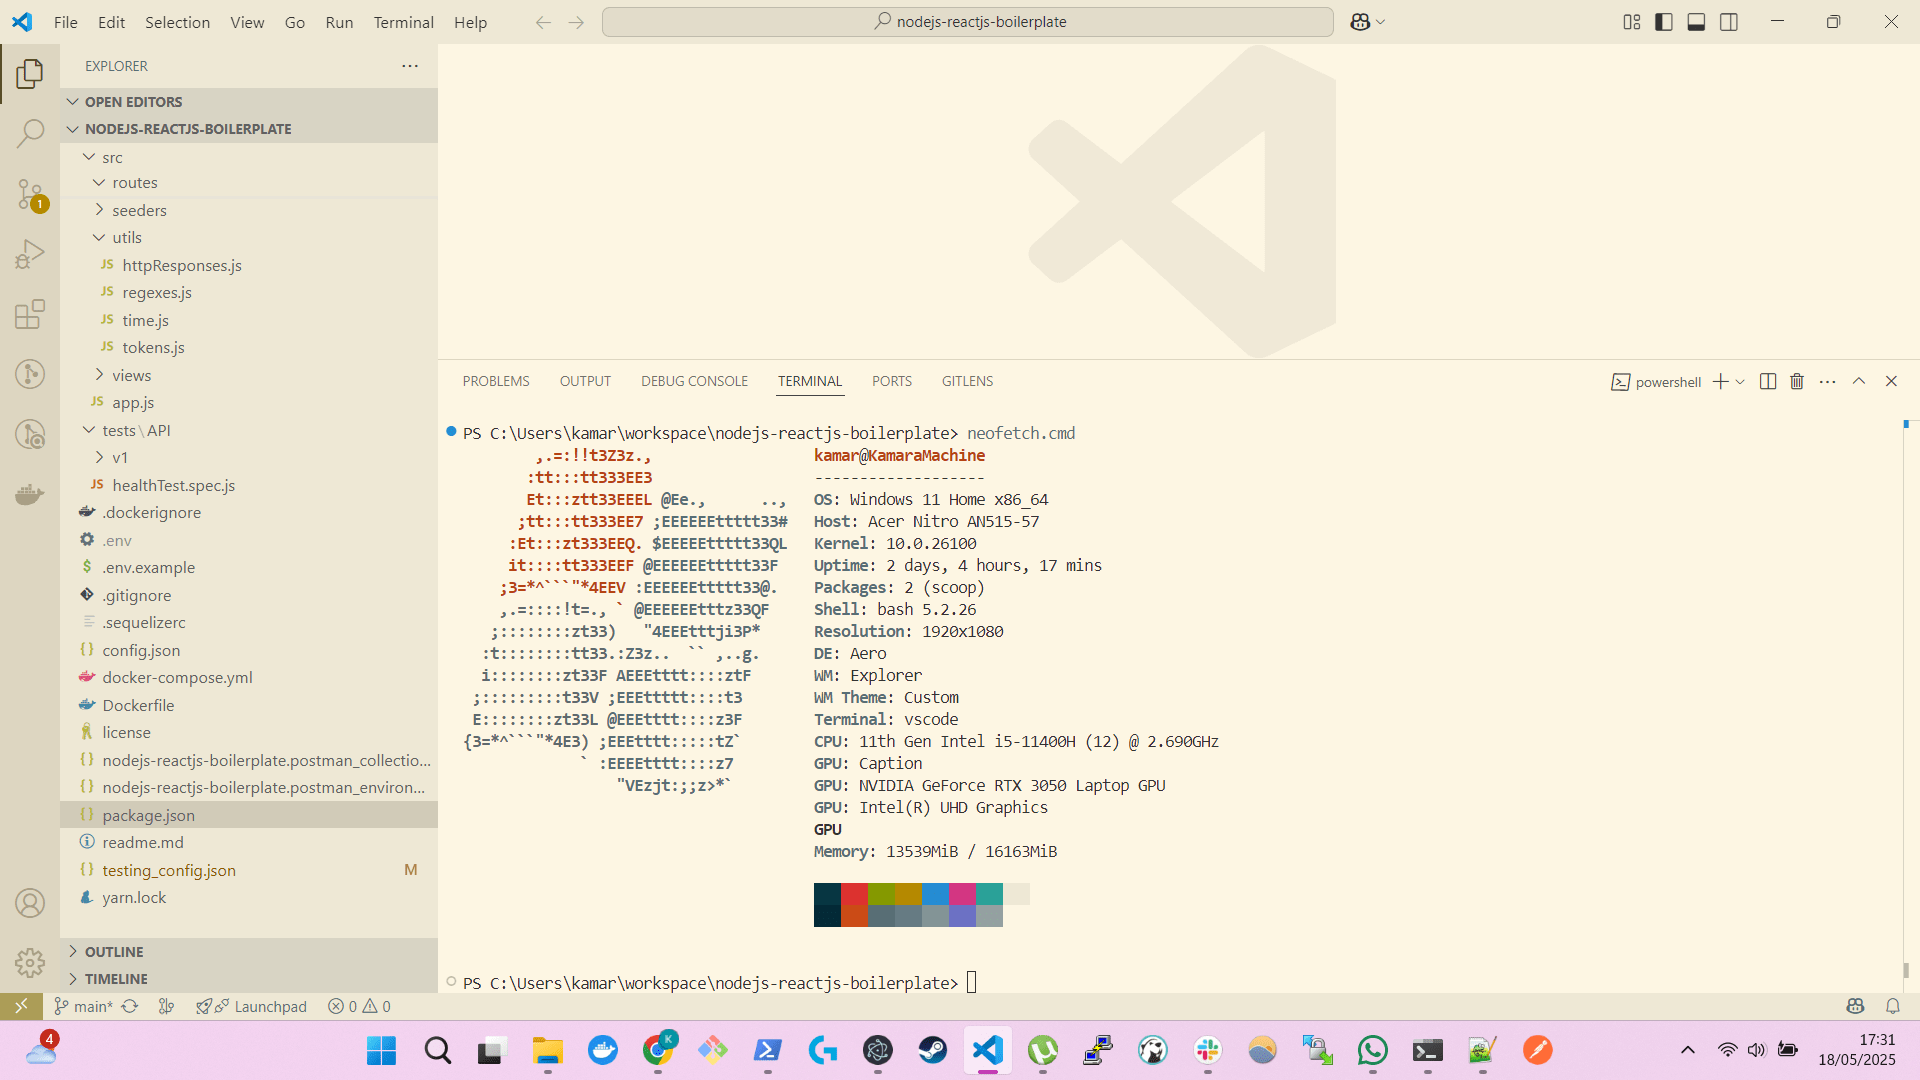 File Edit Selection View Go Run Terminal Help
nodejs-reactjs-boilerplate
EXPLORER
OPEN EDITORS
NODEJS-REACTJS-BOILERPLATE
src
routes
seeders
utils
JS httpResponses.js
JS regexes.js
JS time.js
JS tokens.js
views
JS app.js
tests\API
v1
JS healthTest.spec.js
.dockerignore
.env
$ .env.example
.gitignore
.sequelizerc
{} config.json
docker-compose.yml
Dockerfile
license
{} nodejs-reactjs-boilerplate.postman_collectio...
{} nodejs-reactjs-boilerplate.postman_environ...
{} package.json
readme.md
{} testing_config.json M
yarn.lock
OUTLINE
TIMELINE
1
PROBLEMS OUTPUT DEBUG CONSOLE TERMINAL PORTS GITLENS
powershell
PS C:\Users\kamar\workspace\nodejs-reactjs-boilerplate> neofetch.cmd
,.=:!!t3Z3z., kamar@KamaraMachine
:tt:::tt333EE3 -------------------
Et:::ztt33EEEL @Ee., .., OS: Windows 11 Home x86_64
;tt:::tt333EE7 ;EEEEEEttttt33# Host: Acer Nitro AN515-57
:Et:::zt333EEQ. $EEEEEttttt33QL Kernel: 10.0.26100
it::::tt333EEF @EEEEEEttttt33F Uptime: 2 days, 4 hours, 17 mins
;3=*^```"*4EEV :EEEEEEttttt33@. Packages: 2 (scoop)
,.=::::!t=., ` @EEEEEEtttz33QF Shell: bash 5.2.26
;::::::::zt33) "4EEEtttji3P* Resolution: 1920x1080
:t::::::::tt33.:Z3z.. `` ,..g. DE: Aero
i::::::::zt33F AEEEtttt::::ztF WM: Explorer
;:::::::::t33V ;EEEttttt::::t3 WM Theme: Custom
E::::::::zt33L @EEEtttt::::z3F Terminal: vscode
{3=*^```"*4E3) ;EEEtttt:::::tZ` CPU: 11th Gen Intel i5-11400H (12) @ 2.690GHz
` :EEEEtttt::::z7 GPU: Caption
"VEzjt:;;z>*` GPU: NVIDIA GeForce RTX 3050 Laptop GPU
GPU: Intel(R) UHD Graphics
GPU
Memory: 13539MiB / 16163MiB
PS C:\Users\kamar\workspace\nodejs-reactjs-boilerplate>
main* Launchpad 0 0
4
K
17:31
18/05/2025